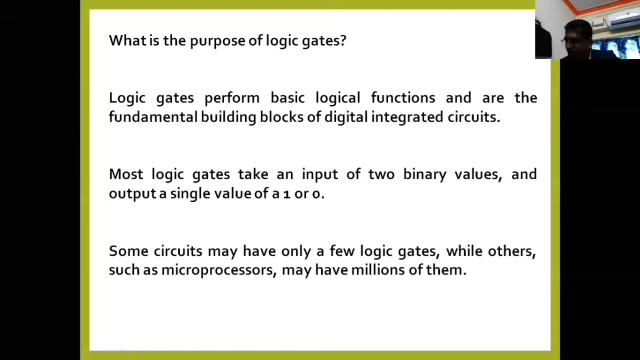 What is the purpose of logic gates?
Logic gates perform basic logical functions and are the
fundamental building blocks of digital integrated circuits.
Most logic gates take an input of two binary values, and
output a single value of a 1 or 0.
Some circuits may have only a few logic gates, while others,
such as microprocessors, may have millions of them.